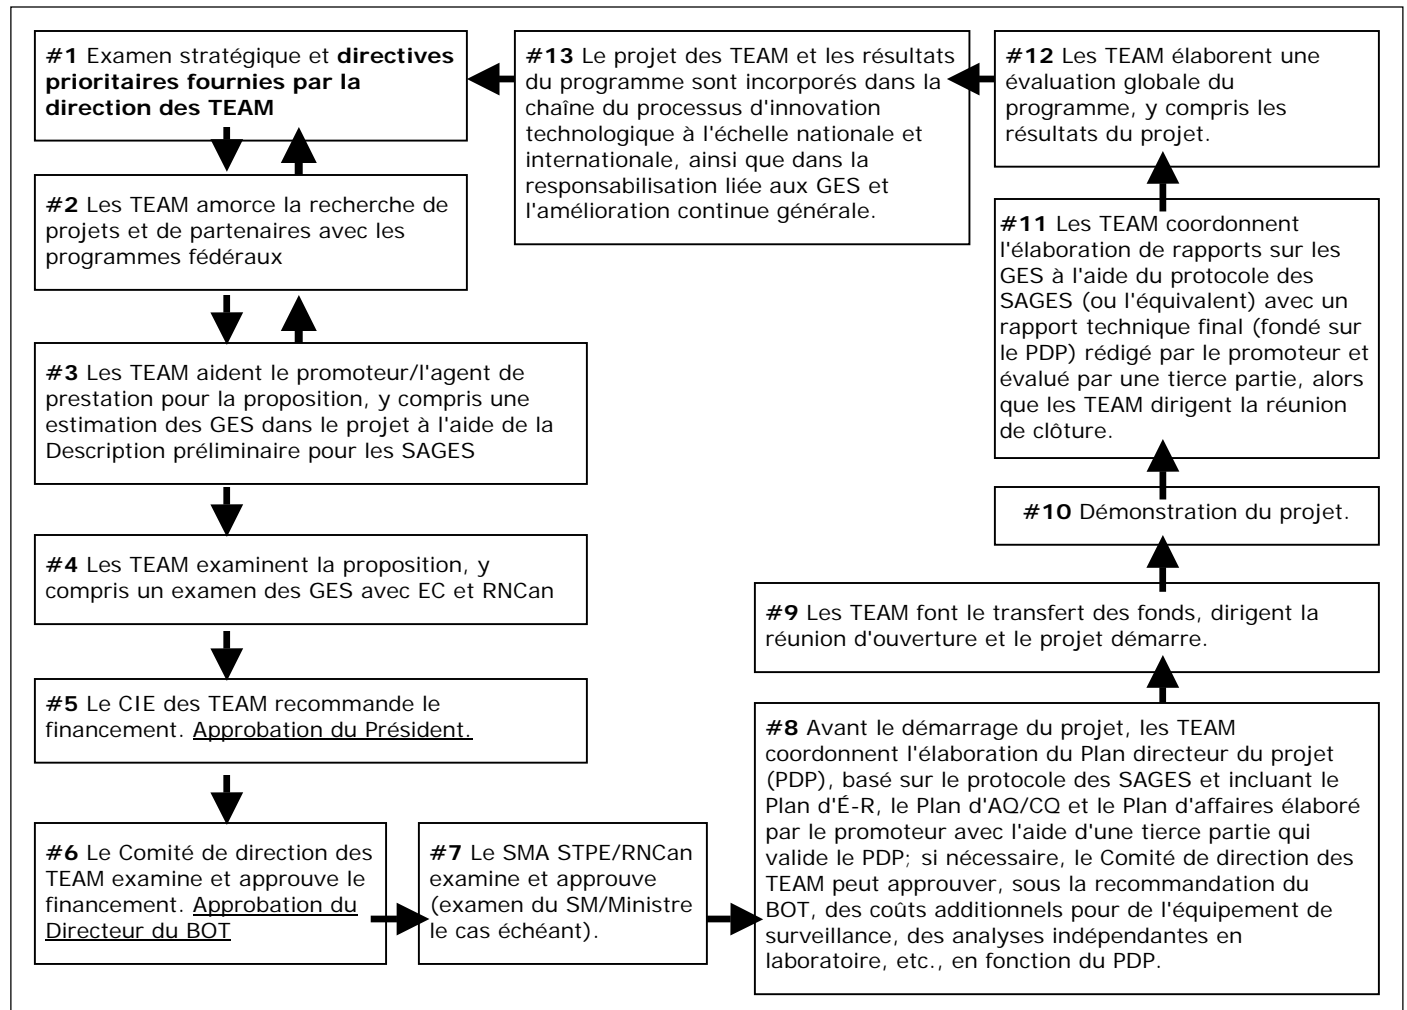 #1 Examen stratégique et directives
prioritaires fournies par la
direction des TEAM
#2 Les TEAM amorce la recherche de
projets et de partenaires avec les
programmes fédéraux
#3 Les TEAM aident le promoteur/l'agent de
prestation pour la proposition, y compris une
estimation des GES dans le projet à l'aide de la
Description préliminaire pour les SAGES
#4 Les TEAM examinent la proposition, y
compris un examen des GES avec EC et RNCan
#5 Le CIE des TEAM recommande le
financement. Approbation du Président.
#6 Le Comité de direction des
TEAM examine et approuve le
financement. Approbation du
Directeur du BOT
#7 Le SMA STPE/RNCan
examine et approuve
(examen du SM/Ministre
le cas échéant).
#8 Avant le démarrage du projet, les TEAM
coordonnent l'élaboration du Plan directeur du projet
(PDP), basé sur le protocole des SAGES et incluant le
Plan d'É-R, le Plan d'AQ/CQ et le Plan d'affaires élaboré
par le promoteur avec l'aide d'une tierce partie qui
valide le PDP; si nécessaire, le Comité de direction des
TEAM peut approuver, sous la recommandation du
BOT, des coûts additionnels pour de l'équipement de
surveillance, des analyses indépendantes en
laboratoire, etc., en fonction du PDP.
#9 Les TEAM font le transfert des fonds, dirigent la
réunion d'ouverture et le projet démarre.
#10 Démonstration du projet.
#11 Les TEAM coordonnent
l'élaboration de rapports sur les
GES à l'aide du protocole des
SAGES (ou l'équivalent) avec un
rapport technique final (fondé sur
le PDP) rédigé par le promoteur et
évalué par une tierce partie, alors
que les TEAM dirigent la réunion
de clôture.
#12 Les TEAM élaborent une
évaluation globale du
programme, y compris les
résultats du projet.
#13 Le projet des TEAM et les résultats
du programme sont incorporés dans la
chaîne du processus d'innovation
technologique à l'échelle nationale et
internationale, ainsi que dans la
responsabilisation liée aux GES et
l'amélioration continue générale.